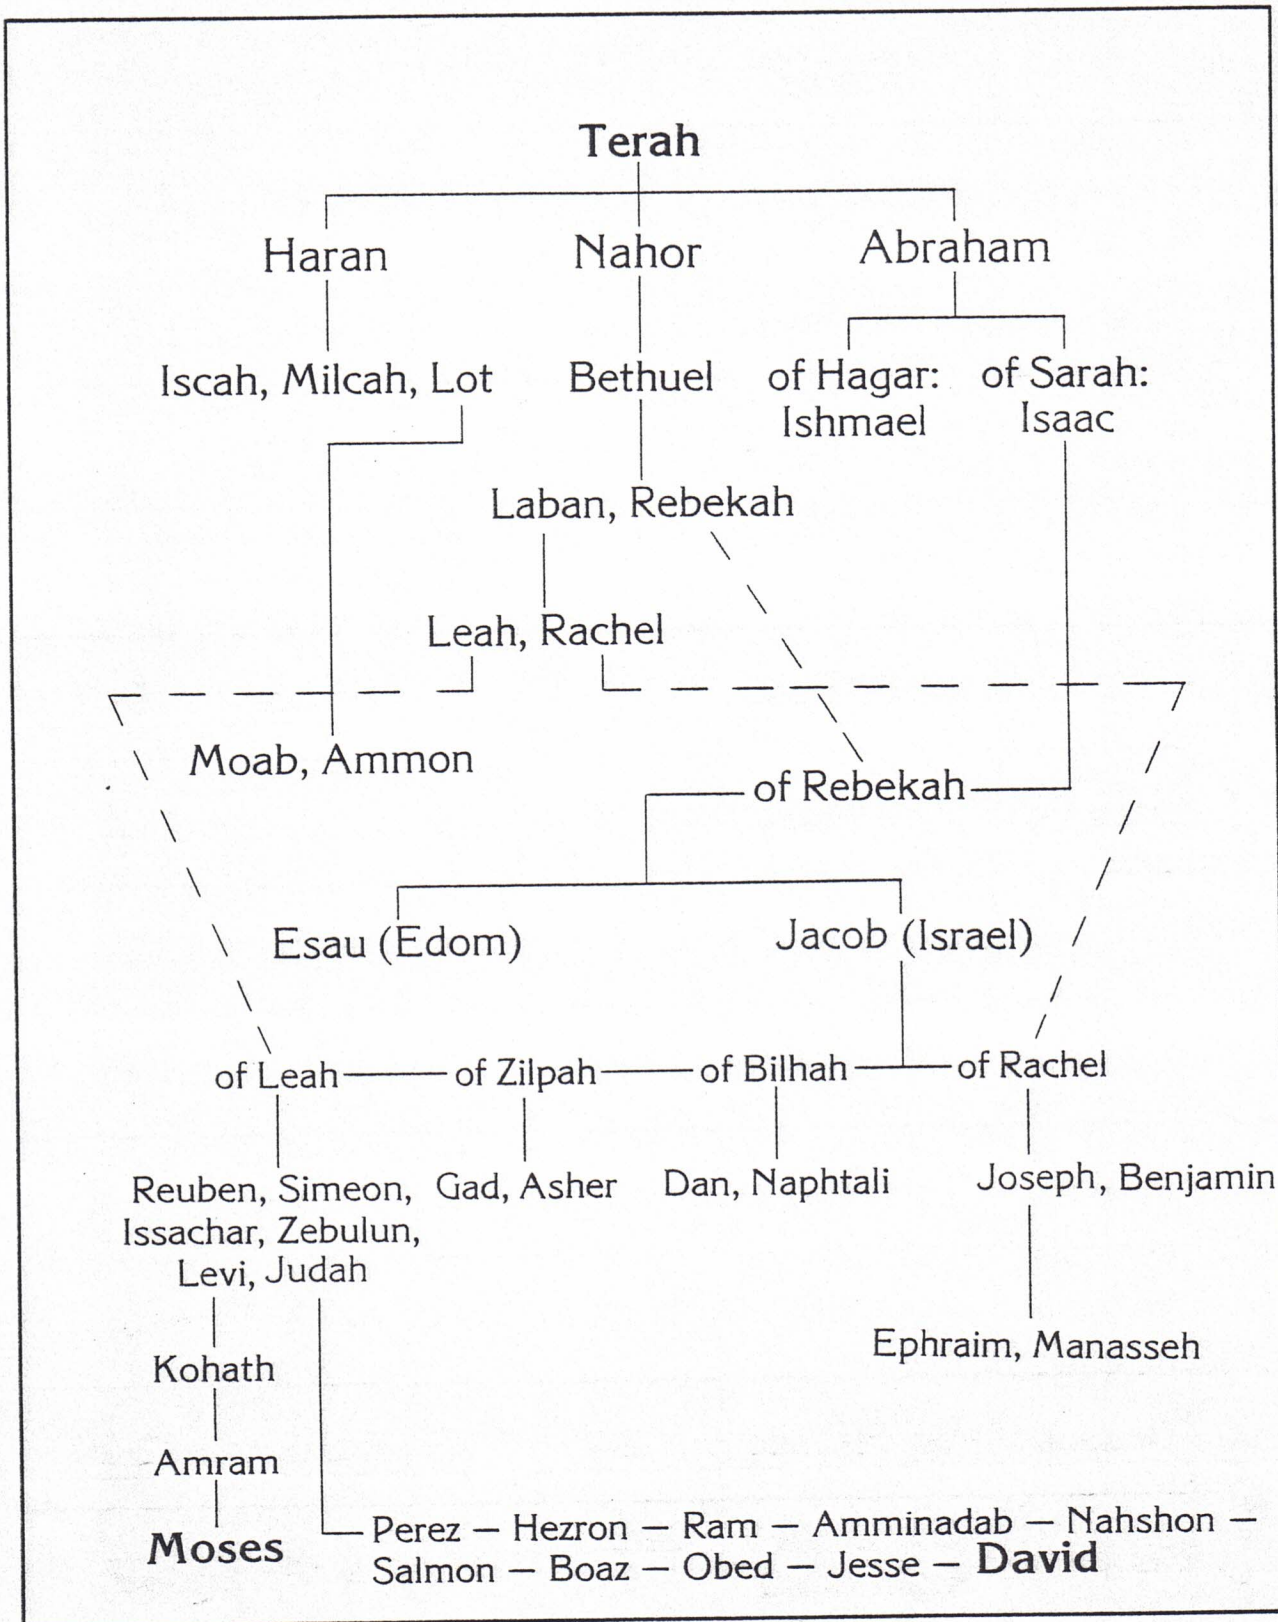 Terah
Haran Nahor Abraham
Iscah, Milcah, Lot Bethuel of Hagar: of Sarah:
Ishmael Isaac
Laban, Rebekah
Leah, Rachel
Moab, Ammon
of Rebekah
Esau (Edom) Jacob (Israel)
of Leah of Zilpah of Bilhah of Rachel
Reuben, Simeon, Gad, Asher Dan, Naphtali Joseph, Benjamin
Issachar, Zebulun,
Levi, Judah
Ephraim, Manasseh
Kohath
Amram
Moses
Perez — Hezron — Ram — Amminadab — Nahshon —
Salmon — Boaz — Obed — Jesse — David